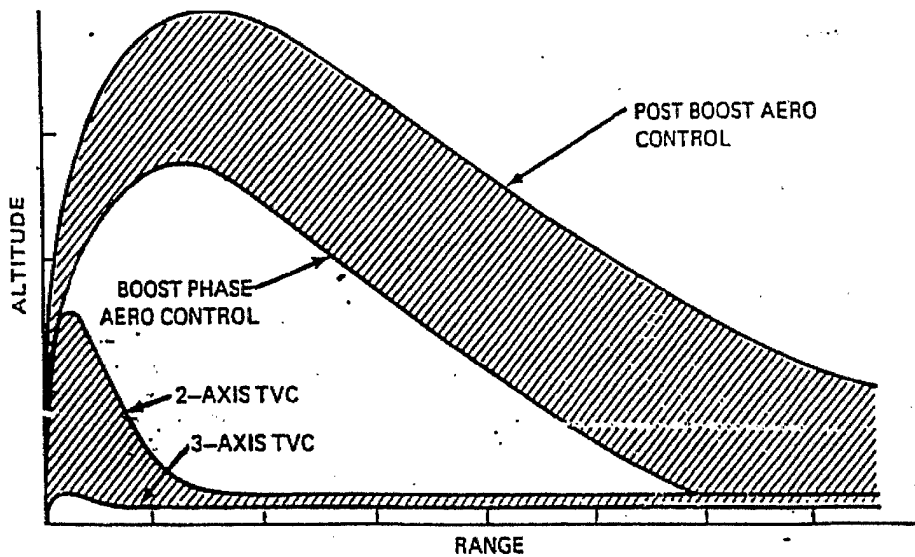 POST BOOST AERO
CONTROL
ALTITUDE
BOOST PHASE
AERO CONTROL
2–AXIS TVC
3–AXIS TVC
RANGE